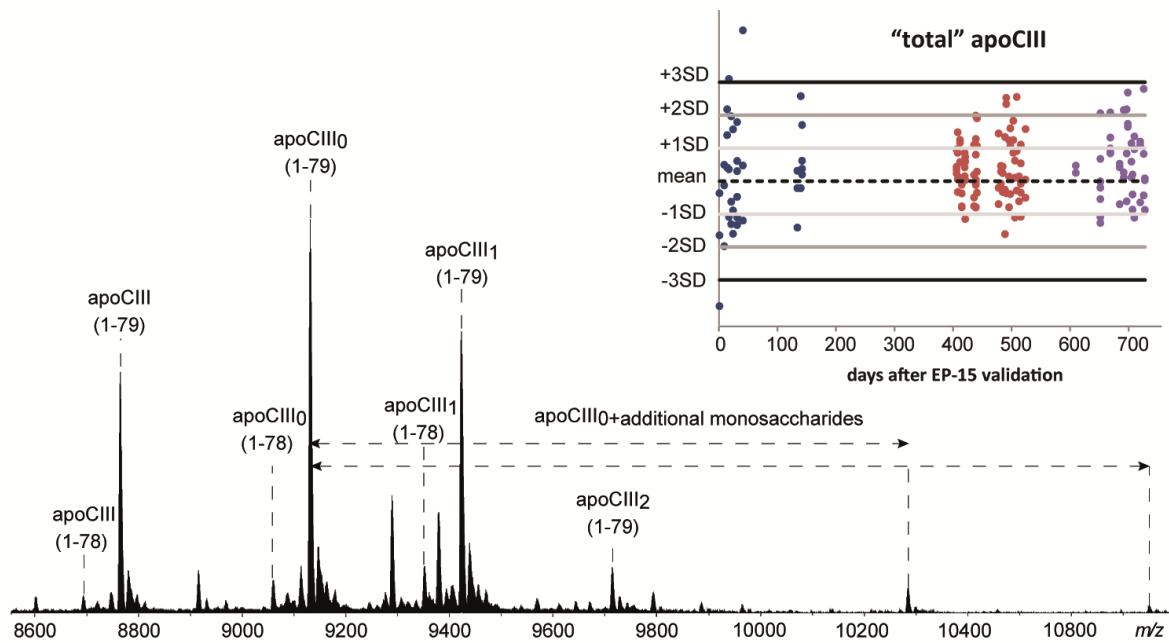 "total" apoCIII
+3SD
+2SD
+1SD
mean
-1SD
-2SD
-3SD
0 100 200 300 400 500 600 700
days after EP-15 validation
apoCIII0
(1-79)
apoCIII1
(1-79)
apoCIII
(1-79)
apoCIII0
(1-78)
apoCIII1
(1-78)
apoCIII0+additional monosaccharides
apoCIII
(1-78)
apoCIII2
(1-79)
8600 8800 9000 9200 9400 9600 9800 10000 10200 10400 10600 10800 m/z